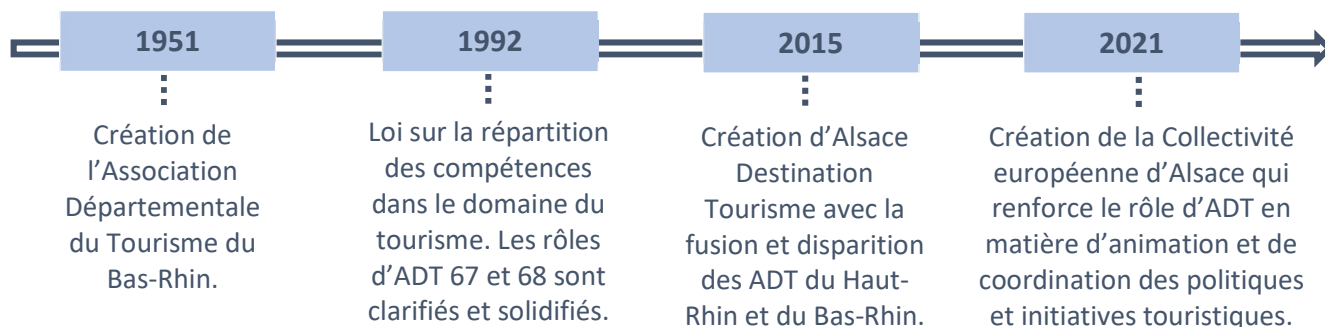 1951
Création de
l’Association
Départementale
du Tourisme du
Bas-Rhin.
1992
Loi sur la répartition
des compétences
dans le domaine du
tourisme. Les rôles
d’ADT 67 et 68 sont
clarifiés et solidifiés.
2015
Création d’Alsace
Destination
Tourisme avec la
fusion et disparition
des ADT du Haut-
Rhin et du Bas-Rhin.
2021
Création de la Collectivité
européenne d’Alsace qui
renforce le rôle d’ADT en
matière d’animation et de
coordination des politiques
et initiatives touristiques.